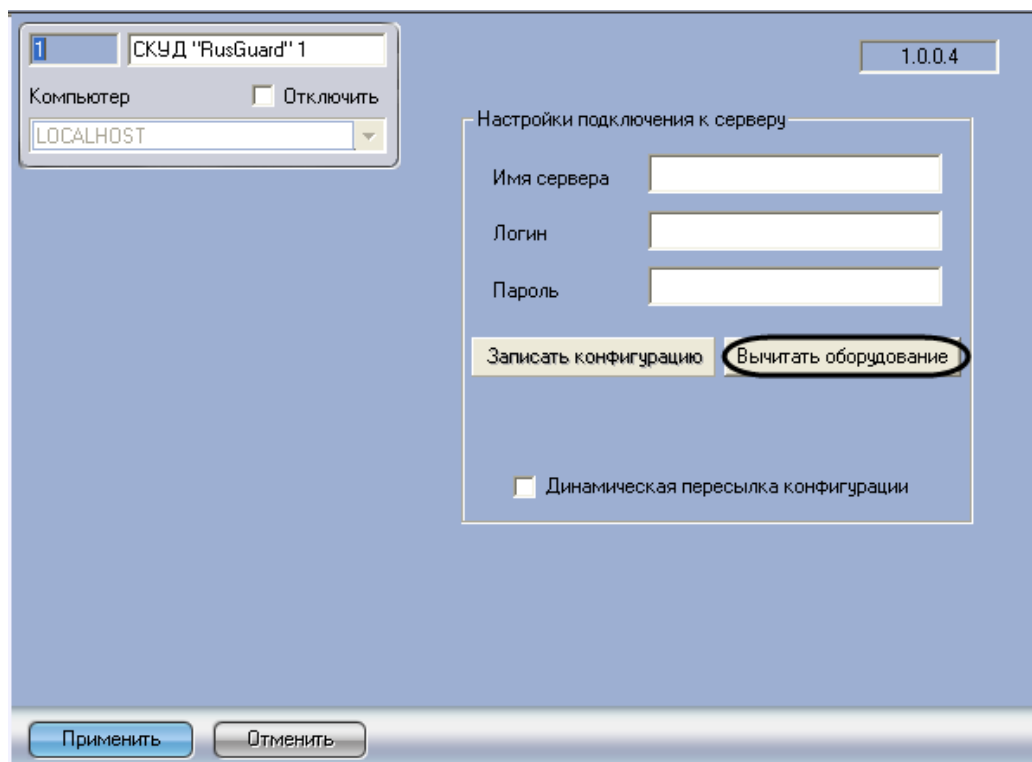 1
СКУД "RusGuard" 1
1.0.0.4
Компьютер
Отключить
LOCALHOST
Настройки подключения к серверу
Имя сервера
Логин
Пароль
Записать конфигурацию
Вычитать оборудование
Динамическая пересылка конфигурации
Применить
Отменить